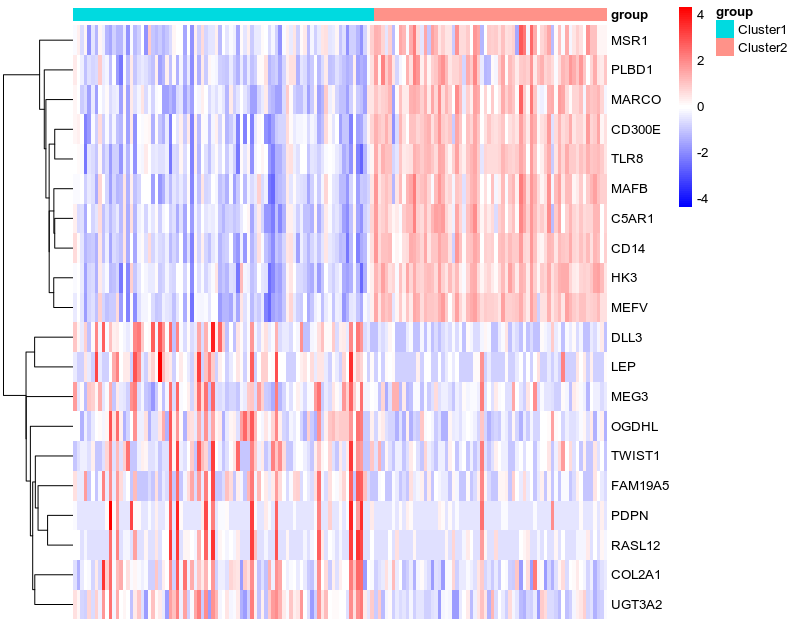 group
MSR1
PLBD1
MARCO
CD300E
TLR8
MAFB
C5AR1
CD14
HK3
MEFV
DLL3
LEP
MEG3
OGDHL
TWIST1
FAM19A5
PDPN
RASL12
COL2A1
UGT3A2
4
2
0
-2
-4
group
Cluster1
Cluster2